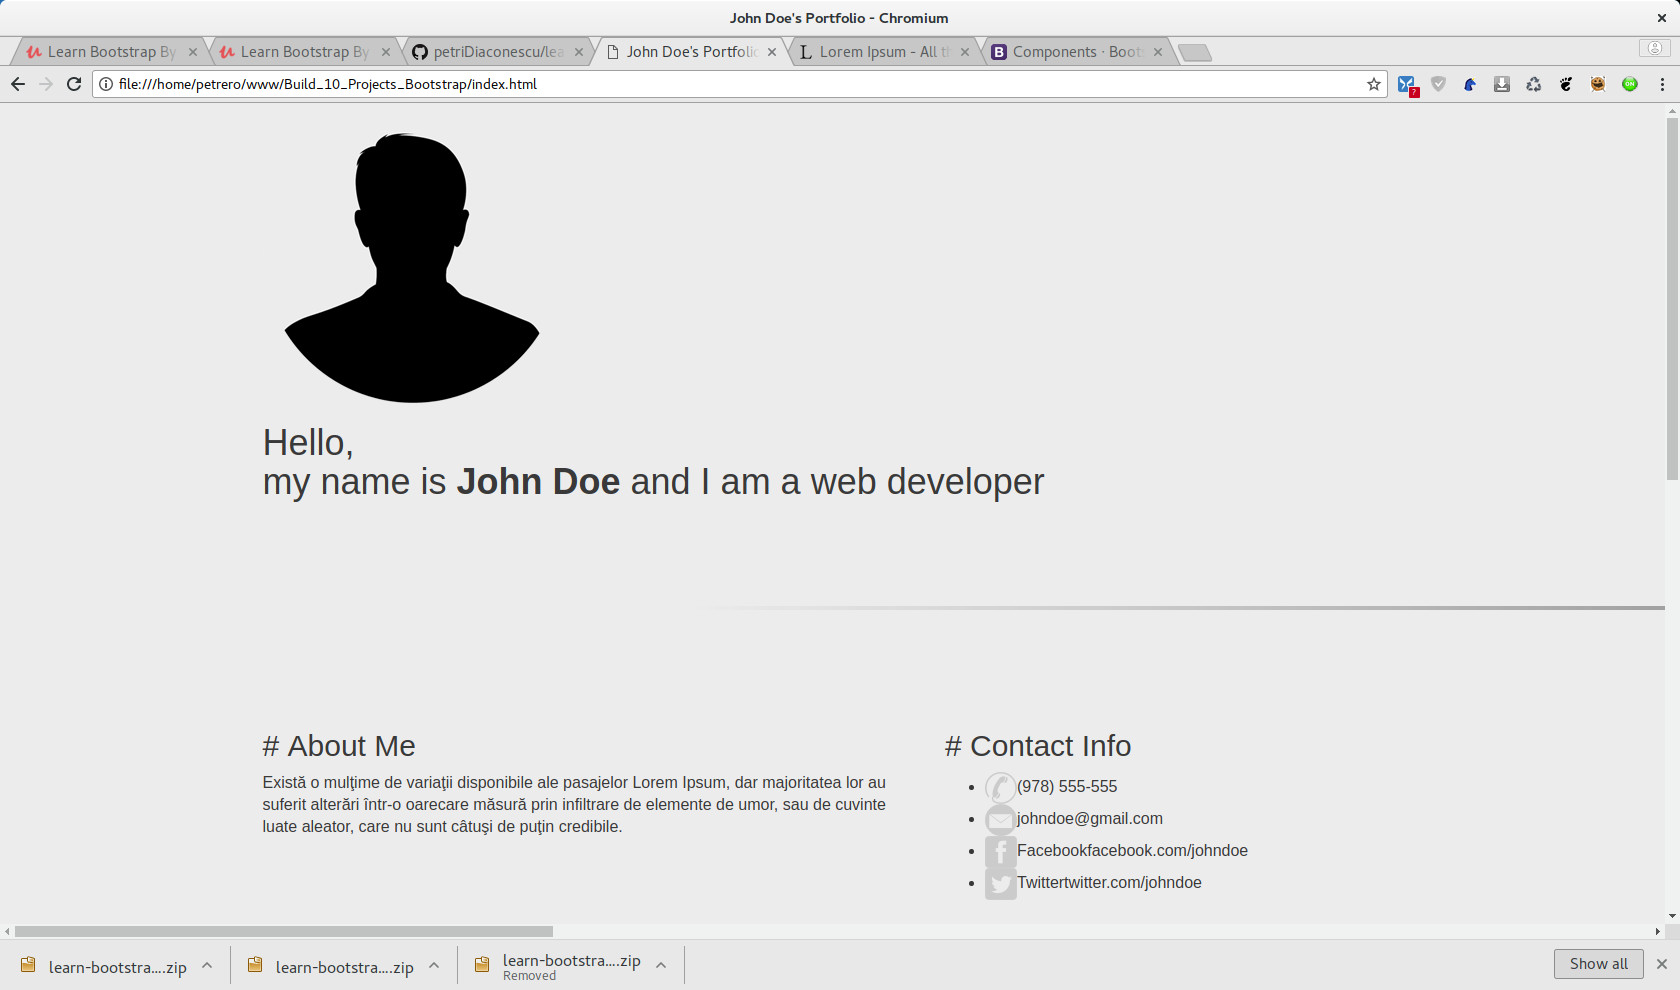 John Doe's Portfolio - Chromium
Learn Bootstrap By
Learn Bootstrap By
petriDiaconescu/lea
John Doe's Portfolio
Lorem Ipsum - All t
Components · Boots
file:///home/petrero/www/Build_10_Projects_Bootstrap/index.html
Hello,
my name is John Doe and I am a web developer
# About Me
Există o mulţime de variaţii disponibile ale pasajelor Lorem Ipsum, dar majoritatea lor au
suferit alterări într-o oarecare măsură prin infiltrare de elemente de umor, sau de cuvinte
luate aleator, care nu sunt câtuşi de puţin credibile.
# Contact Info
(978) 555-555
johndoe@gmail.com
Facebookfacebook.com/johndoe
Twittertwitter.com/johndoe
learn-bootstra....zip
learn-bootstra....zip
learn-bootstra....zip
Removed
Show all